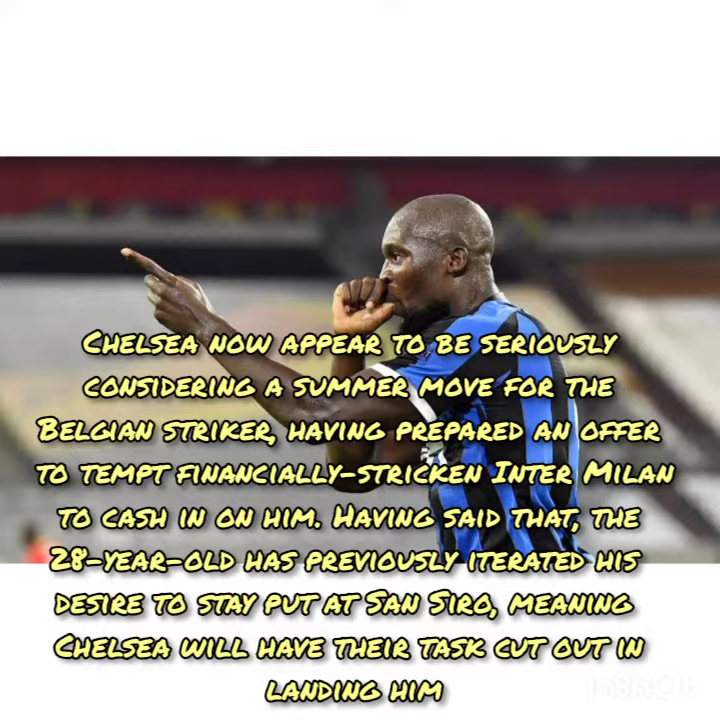 Chelsea now appear to be seriously
considering a summer move for the
Belgian striker, having prepared an offer
to tempt financially-stricken Inter Milan
to cash in on him. Having said that, the
28-year-old has previously iterated his
desire to stay put at San Siro, meaning
Chelsea will have their task cut out in
landing him